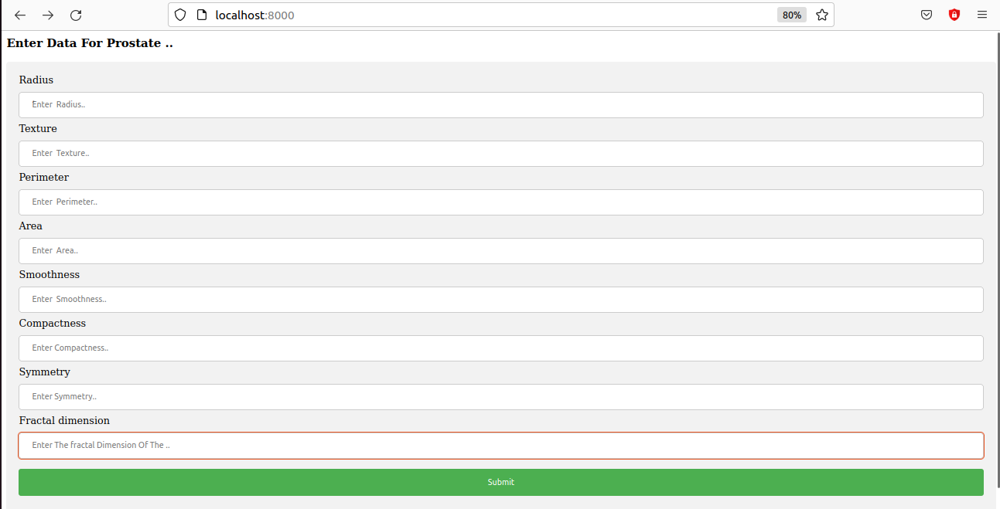 localhost:8000
80%
Enter Data For Prostate ..
Radius
Enter Radius..
Texture
Enter Texture..
Perimeter
Enter Perimeter..
Area
Enter Area..
Smoothness
Enter Smoothness..
Compactness
Enter Compactness..
Symmetry
Enter Symmetry..
Fractal dimension
Enter The fractal Dimension Of The ..
Submit